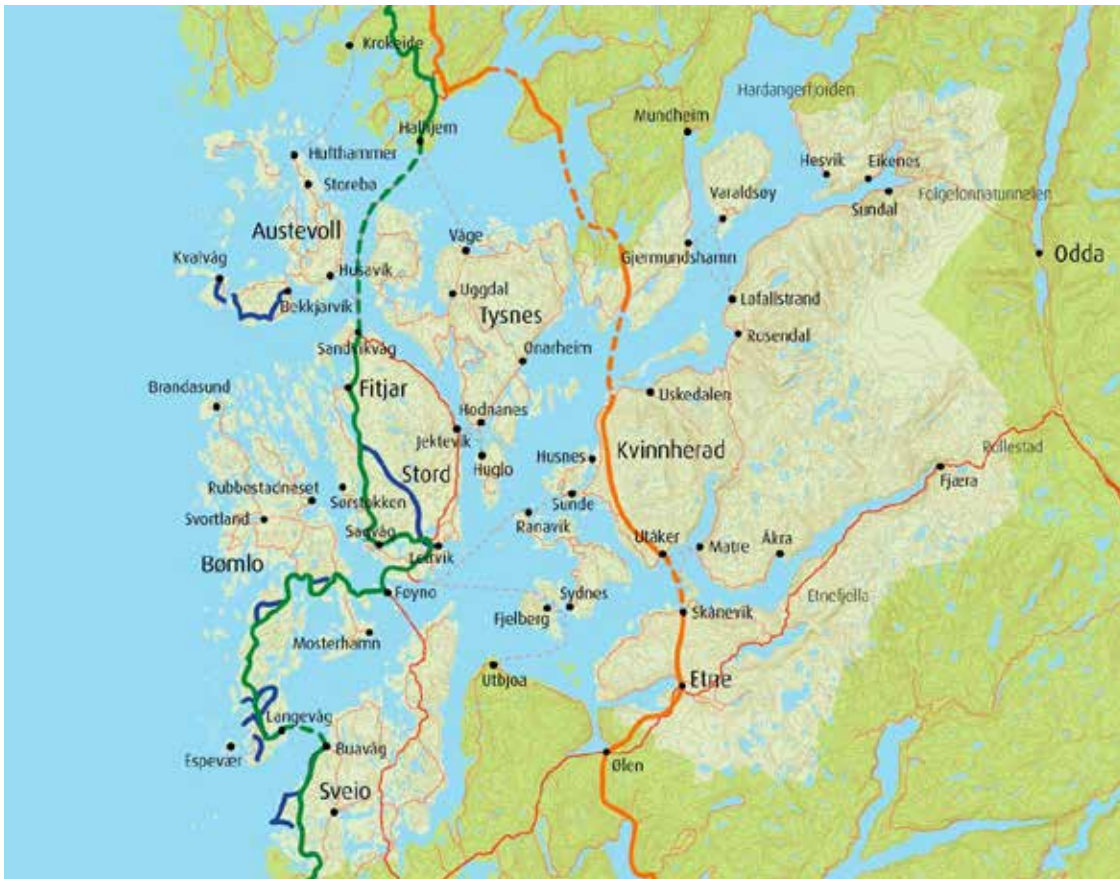 Krokeide
Hardangerfjorden
Mundheim
Halhjem
Hufthammer
Hesvik
Eikenes
Storebø
Varaldsøy
Folgefonnatunnelen
Sundal
Austevoll
Våge
Gjermundshamn
Odda
Kvalvåg
Husavik
Bekkjarvik
Uggdal
Løfallstrand
Tysnes
Sandvikvåg
Rosendal
Onarheim
Brandasund
Fitjar
Uskedalen
Hodnanes
Jektevik
Rullestad
Stord
Huglo
Husnes
Kvinnherad
Fjæra
Rubbestadneset
Sørstokken
Sunde
Svortland
Ranavik
Sagvåg
Leirvik
Utåker
Matre
Åkra
Bømlo
Føyno
Sydnes
Etnefjella
Fjelberg
Skånevik
Mosterhamn
Utbjoa
Etne
Langevåg
Espevær
Buavåg
Ølen
Sveio